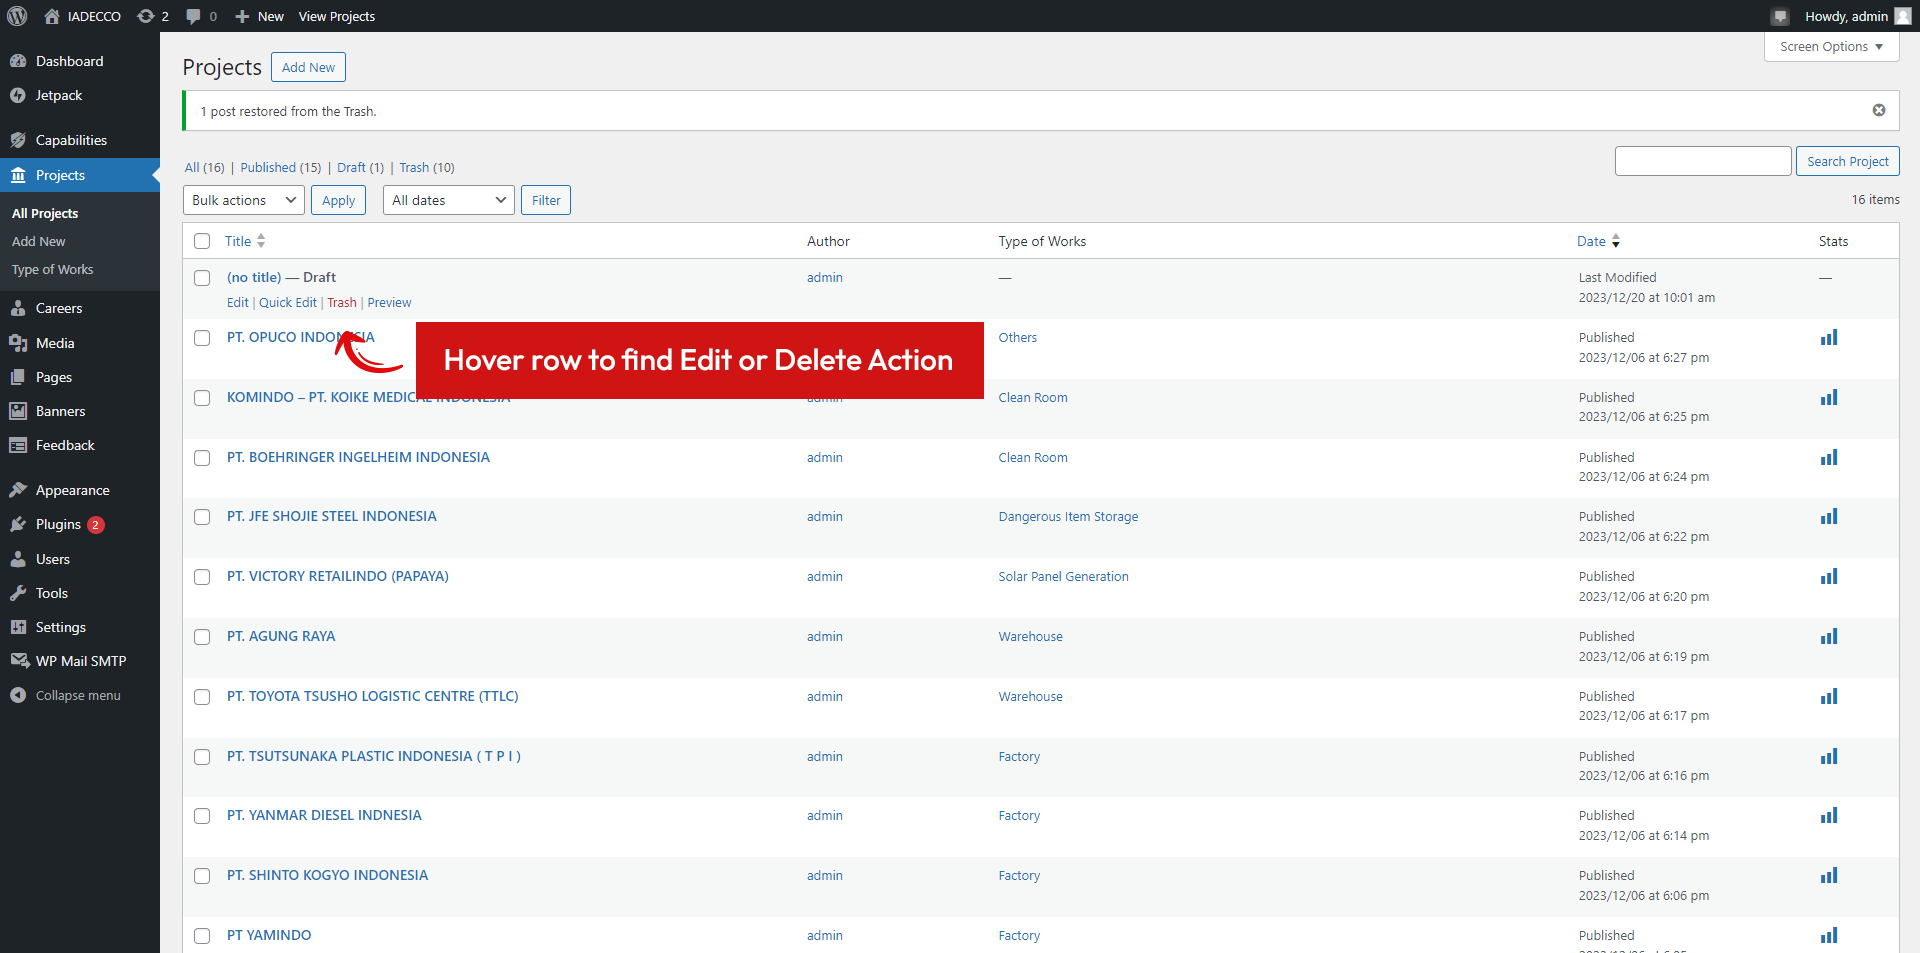 IADECCO 2 0 New View Projects Howdy, admin
Screen Options
Dashboard
Jetpack
Capabilities
Projects
All Projects
Add New
Type of Works
Careers
Media
Pages
Banners
Feedback
Appearance
Plugins 2
Users
Tools
Settings
WP Mail SMTP
Collapse menu
Projects Add New
1 post restored from the Trash.
All (16) | Published (15) | Draft (1) | Trash (10)
Search Project
Bulk actions Apply All dates Filter
16 items
Title Author Type of Works Date Stats
(no title) — Draft admin — Last Modified —
2023/12/20 at 10:01 am
Edit | Quick Edit | Trash | Preview
PT. OPUCO INDONESIA Others Published
2023/12/06 at 6:27 pm
Hover row to find Edit or Delete Action
KOMINDO – PT. KOIKE MEDICAL INDONESIA admin Clean Room Published
2023/12/06 at 6:25 pm
PT. BOEHRINGER INGELHEIM INDONESIA admin Clean Room Published
2023/12/06 at 6:24 pm
PT. JFE SHOJIE STEEL INDONESIA admin Dangerous Item Storage Published
2023/12/06 at 6:22 pm
PT. VICTORY RETAILINDO (PAPAYA) admin Solar Panel Generation Published
2023/12/06 at 6:20 pm
PT. AGUNG RAYA admin Warehouse Published
2023/12/06 at 6:19 pm
PT. TOYOTA TSUSHO LOGISTIC CENTRE (TTLC) admin Warehouse Published
2023/12/06 at 6:17 pm
PT. TSUTSUNAKA PLASTIC INDONESIA ( T P I ) admin Factory Published
2023/12/06 at 6:16 pm
PT. YANMAR DIESEL INDNESIA admin Factory Published
2023/12/06 at 6:14 pm
PT. SHINTO KOGYO INDONESIA admin Factory Published
2023/12/06 at 6:06 pm
PT YAMINDO admin Factory Published